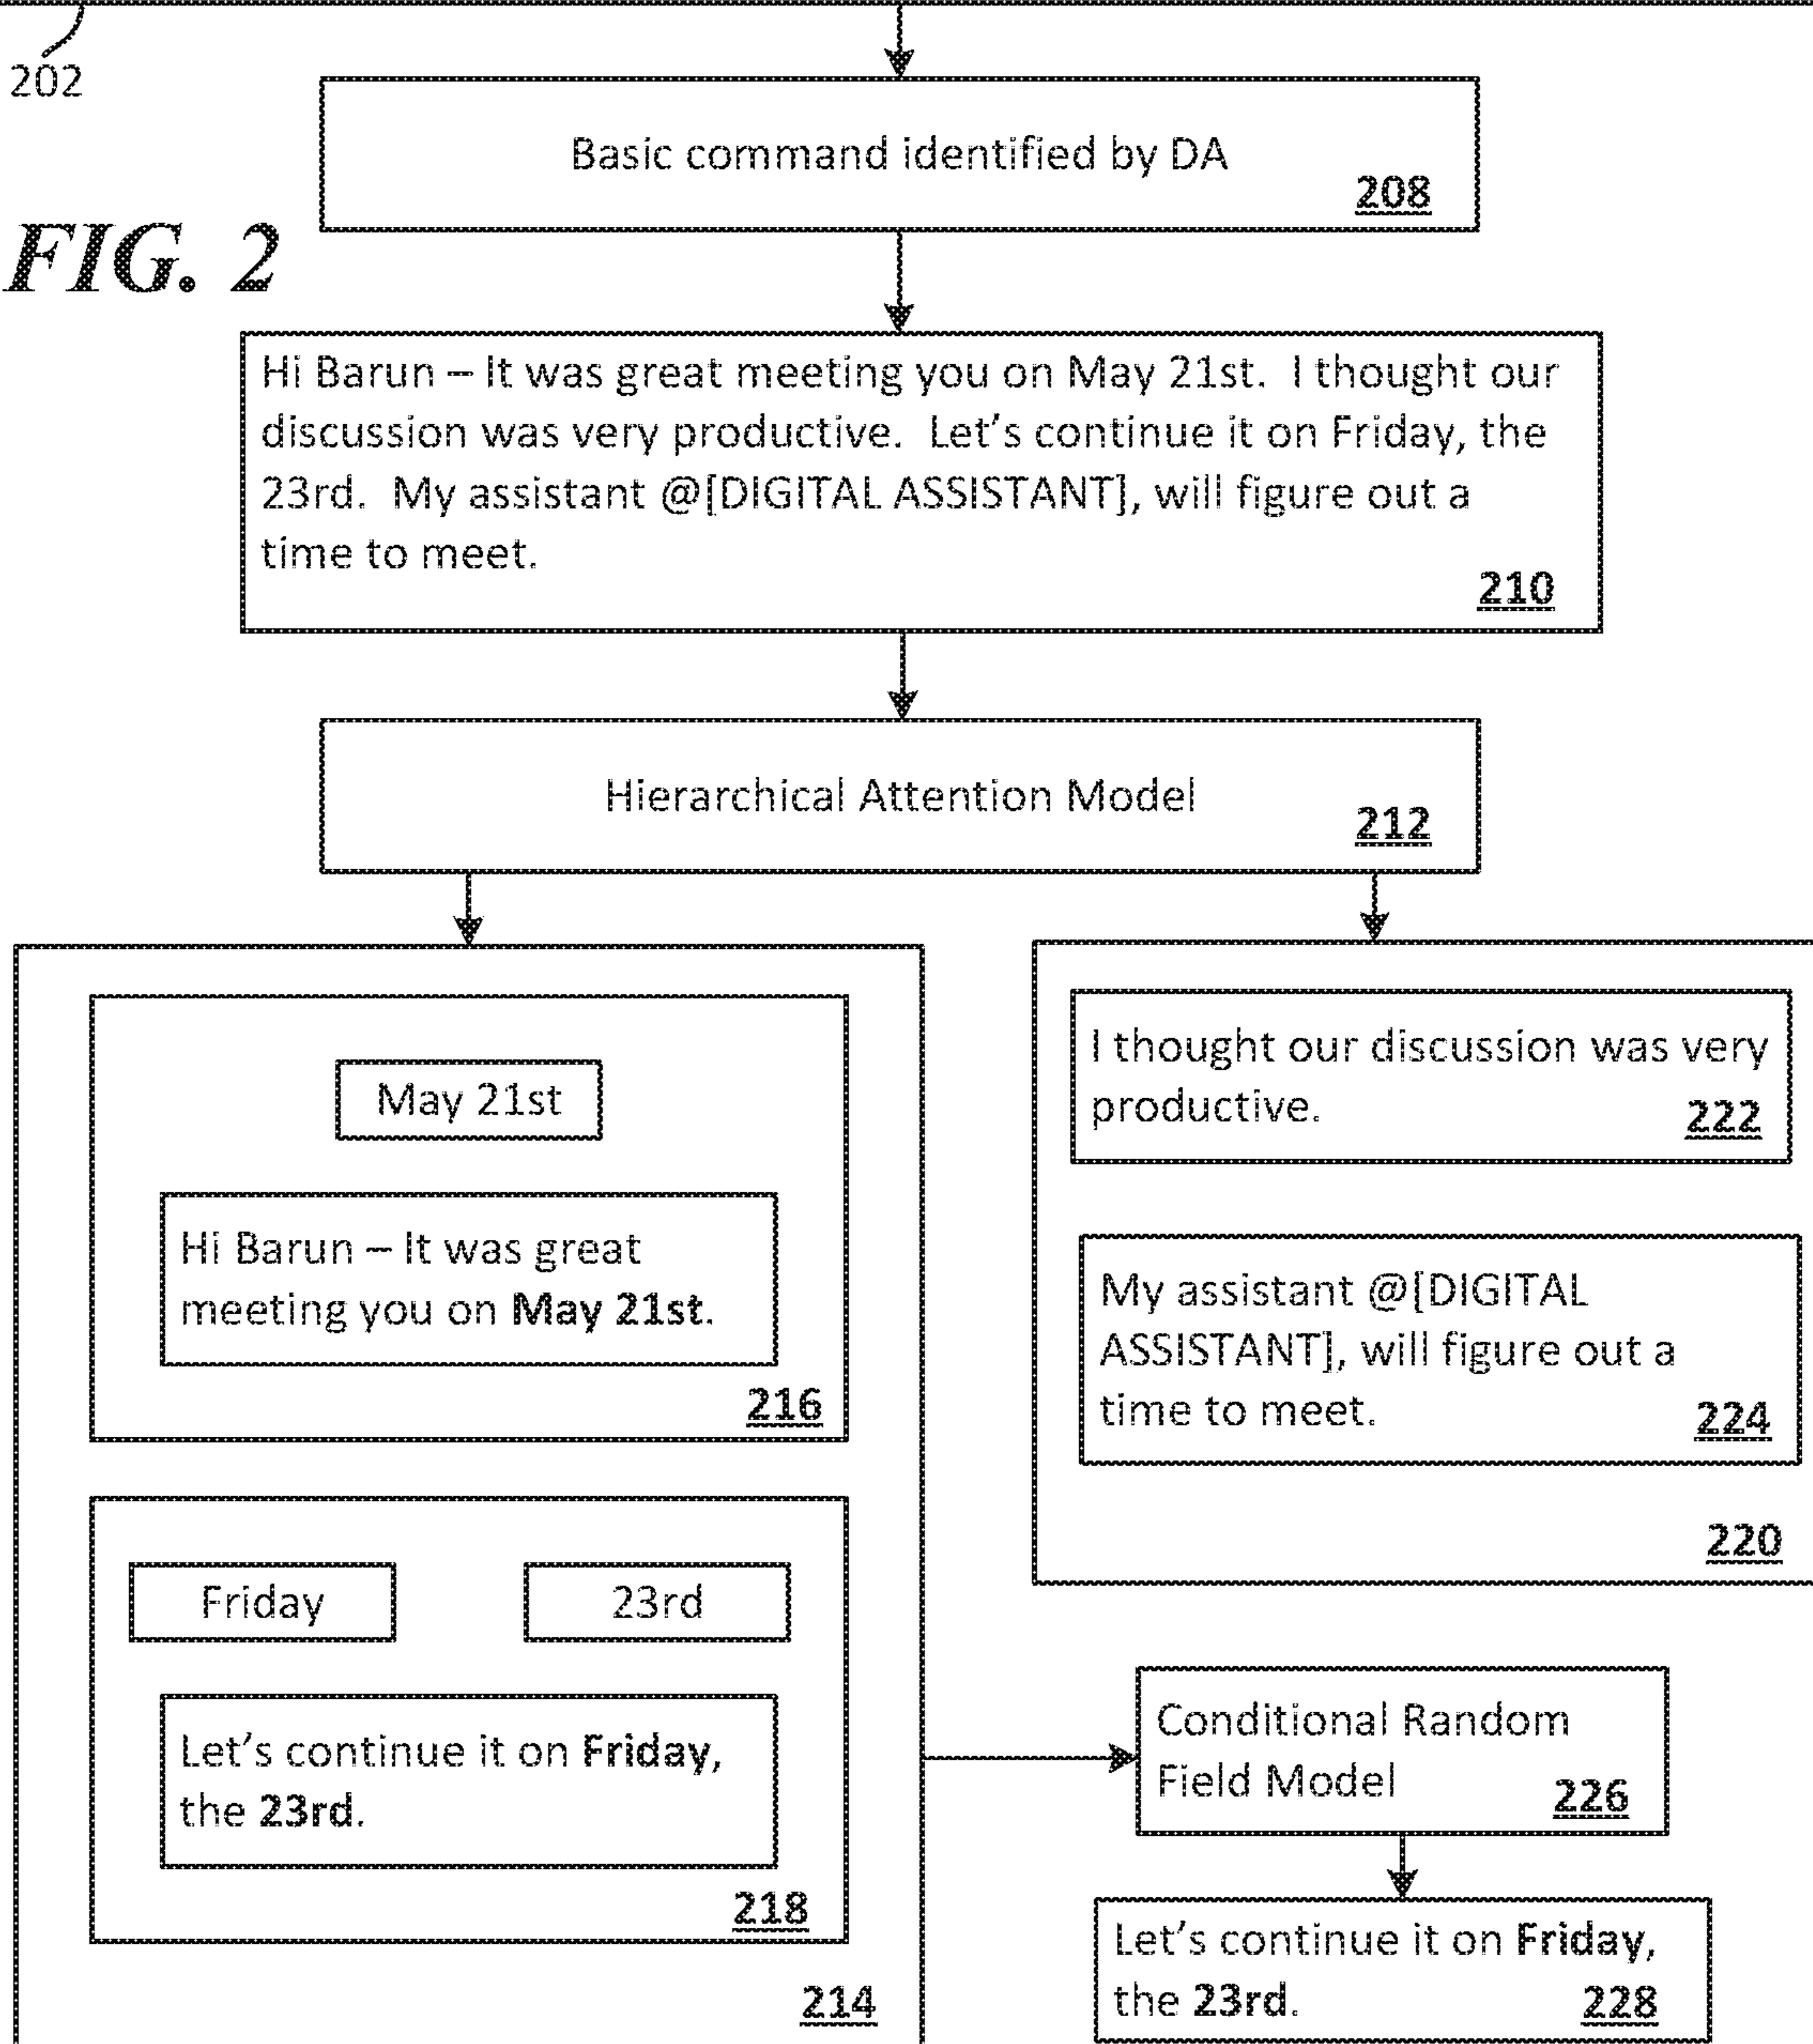 202
Basic command identified by DA
208
FIG. 2
Hi Barun – It was great meeting you on May 21st. I thought our
discussion was very productive. Let's continue it on Friday, the
23rd. My assistant @[DIGITAL ASSISTANT], will figure out a
time to meet.
210
Hierarchical Attention Model
212
May 21st
Hi Barun – It was great
meeting you on May 21st.
216
Friday
23rd
Let's continue it on Friday,
the 23rd.
218
214
I thought our discussion was very
productive.
222
My assistant @[DIGITAL
ASSISTANT], will figure out a
time to meet.
224
220
Conditional Random
Field Model
226
Let's continue it on Friday,
the 23rd.
228